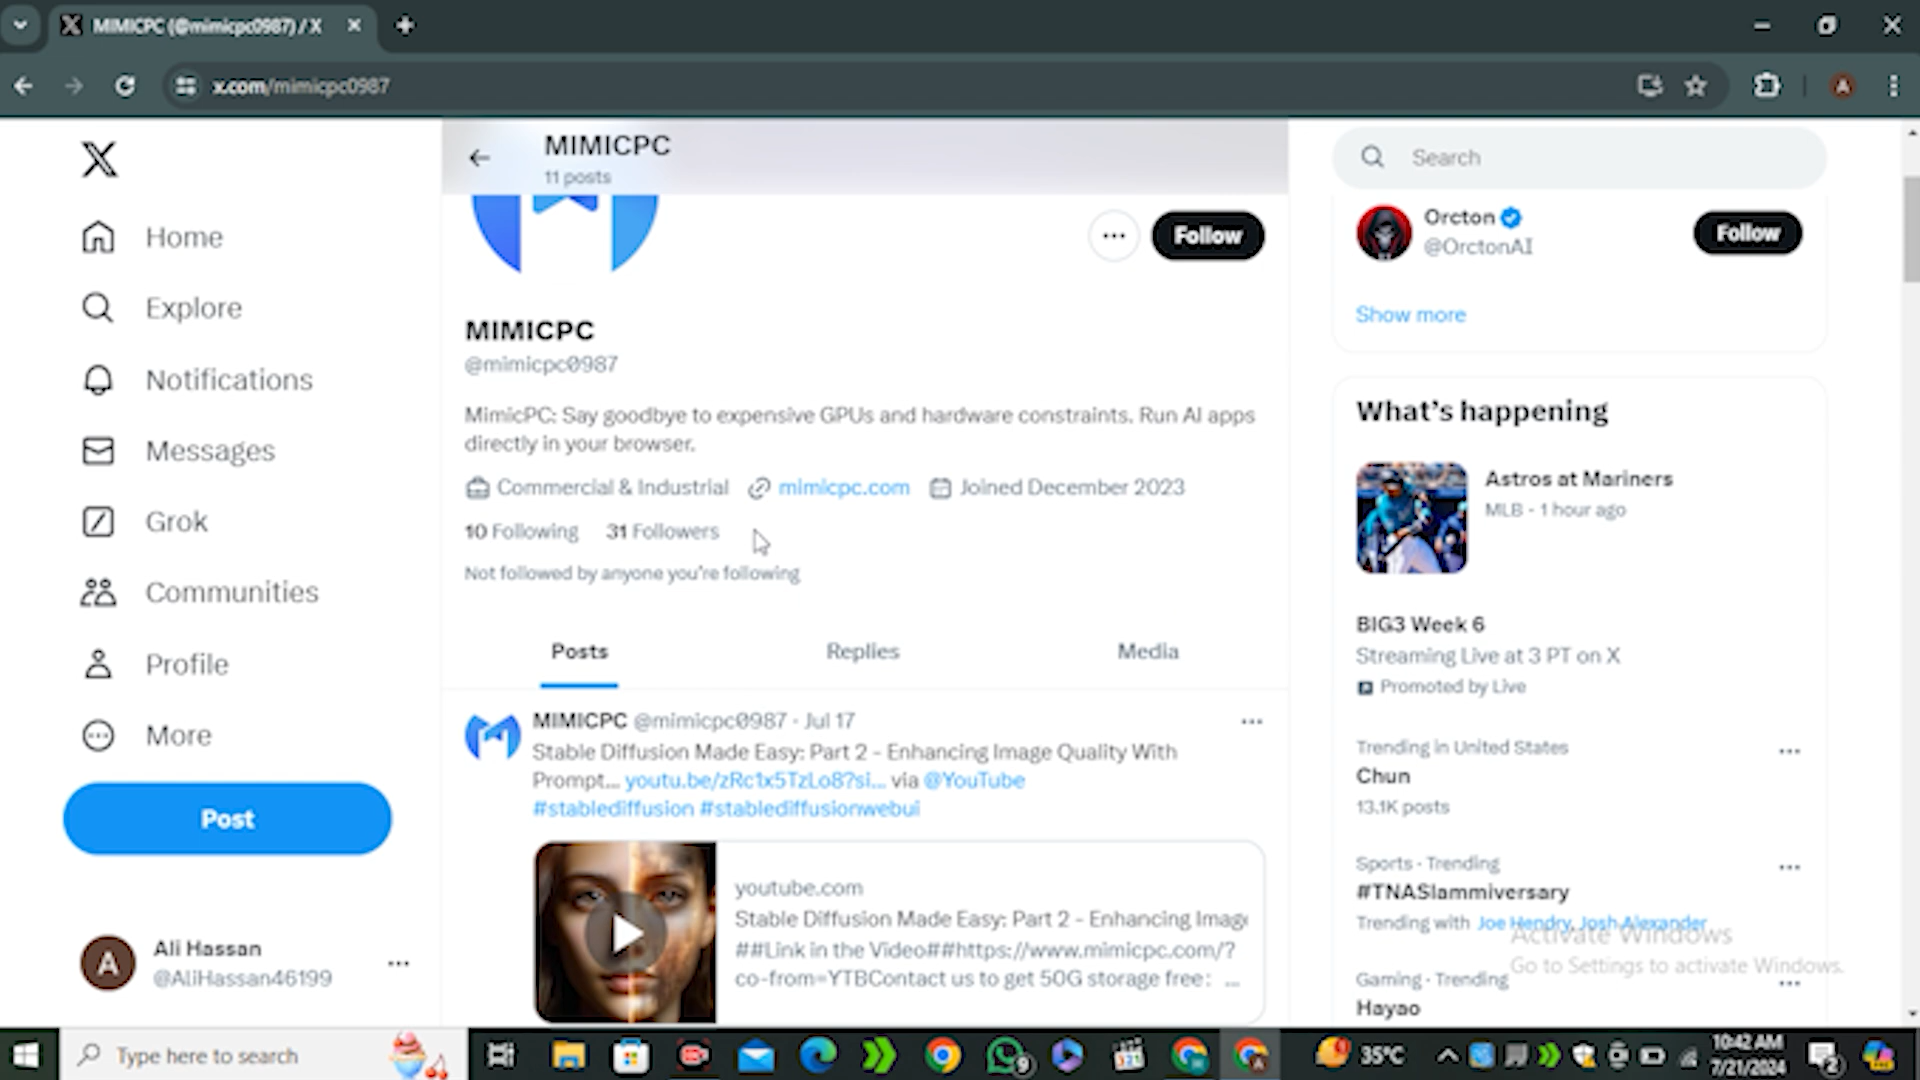 MIMICPC (@mimicpc0987) / X
x.com/mimicpc0987
A
MIMICPC
11 posts
Search
Home
Explore
Notifications
Messages
Grok
Communities
Profile
More
Post
Ali Hassan
@AliHassan46199
A
Follow
MIMICPC
@mimicpc0987
MimicPC: Say goodbye to expensive GPUs and hardware constraints. Run AI apps
directly in your browser.
Commercial & Industrial mimicpc.com Joined December 2023
10 Following 31 Followers
Not followed by anyone you're following
Posts Replies Media
MIMICPC @mimicpc0987 · Jul 17
Stable Diffusion Made Easy: Part 2 - Enhancing Image Quality With
Prompt... youtu.be/zRc1x5TzLo8?si... via @YouTube
#stablediffusion #stablediffusionwebui
youtube.com
Stable Diffusion Made Easy: Part 2 - Enhancing Image
##Link in the Video##https://www.mimicpc.com/?
co-from=YTBContact us to get 50G storage free: ...
Orcton
@OrctonAI
Follow
Show more
What's happening
Astros at Mariners
MLB · 1 hour ago
BIG3 Week 6
Streaming Live at 3 PT on X
Promoted by Live
Trending in United States
Chun
13.1K posts
Sports · Trending
#TNASlammiversary
Trending with Joe Hendry, Josh Alexander
Gaming · Trending
Hayao
Activate Windows
Go to Settings to activate Windows.
Type here to search
9
35°C
10:42 AM
7/21/2024
2